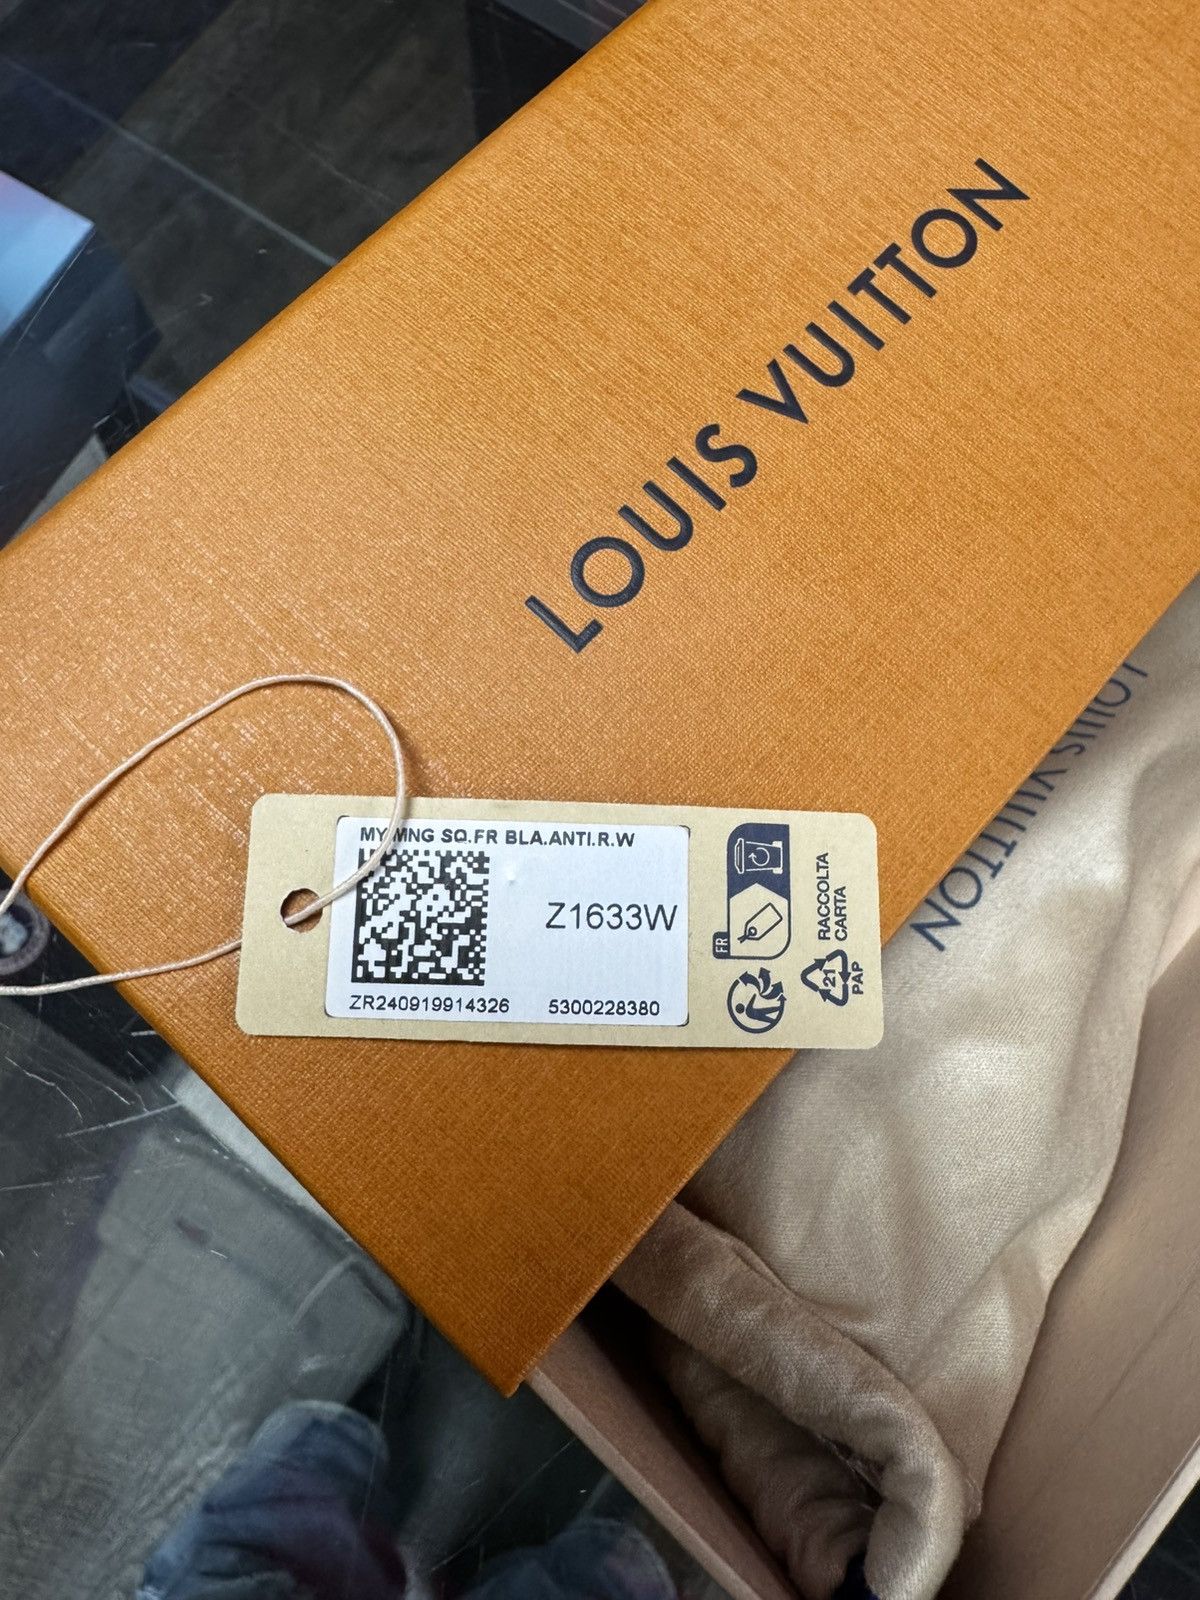 LOUIS VUITTON
LOUIS VUITTON
MY MNG SQ.FR BLA.ANTI.R.W
Z1633W
ZR240919914326 5300228380
FR
RACCOLTA
CARTA
21
PAP